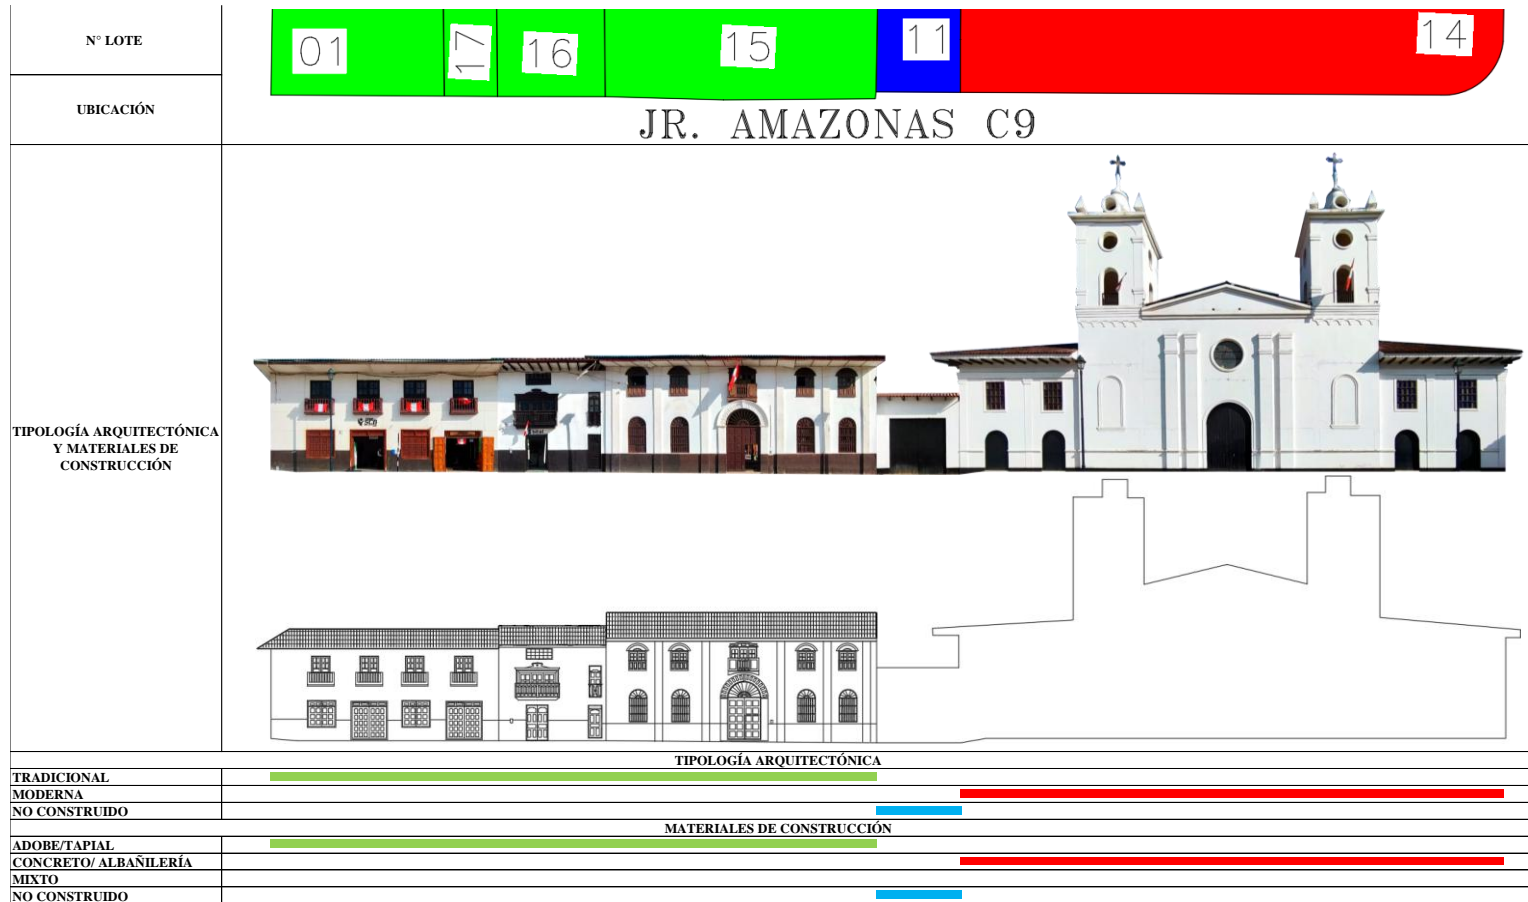 N° LOTE
01
17
16
15
11
14
UBICACIÓN
JR. AMAZONAS C9
TIPOLOGÍA ARQUITECTÓNICA
Y MATERIALES DE
CONSTRUCCIÓN
TIPOLOGÍA ARQUITECTÓNICA
TRADICIONAL
MODERNA
NO CONSTRUIDO
MATERIALES DE CONSTRUCCIÓN
ADOBE/TAPIAL
CONCRETO/ ALBAÑILERÍA
MIXTO
NO CONSTRUIDO